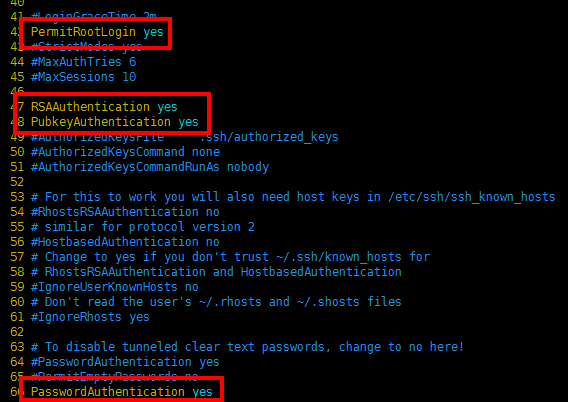 40
41 #LoginGraceTime 2m
42 PermitRootLogin yes
43 #StrictModes yes
44 #MaxAuthTries 6
45 #MaxSessions 10
46
47 RSAAuthentication yes
48 PubkeyAuthentication yes
49 #AuthorizedKeysFile .ssh/authorized_keys
50 #AuthorizedKeysCommand none
51 #AuthorizedKeysCommandRunAs nobody
52
53 # For this to work you will also need host keys in /etc/ssh/ssh_known_hosts
54 #RhostsRSAAuthentication no
55 # similar for protocol version 2
56 #HostbasedAuthentication no
57 # Change to yes if you don't trust ~/.ssh/known_hosts for
58 # RhostsRSAAuthentication and HostbasedAuthentication
59 #IgnoreUserKnownHosts no
60 # Don't read the user's ~/.rhosts and ~/.shosts files
61 #IgnoreRhosts yes
62
63 # To disable tunneled clear text passwords, change to no here!
64 #PasswordAuthentication yes
65 #PermitEmptyPasswords no
66 PasswordAuthentication yes